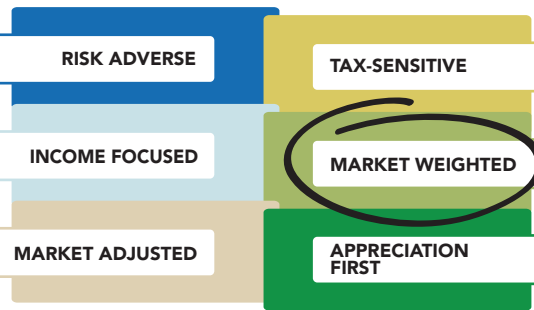 RISK ADVERSE
TAX-SENSITIVE
INCOME FOCUSED
MARKET WEIGHTED
MARKET ADJUSTED
APPRECIATION
FIRST